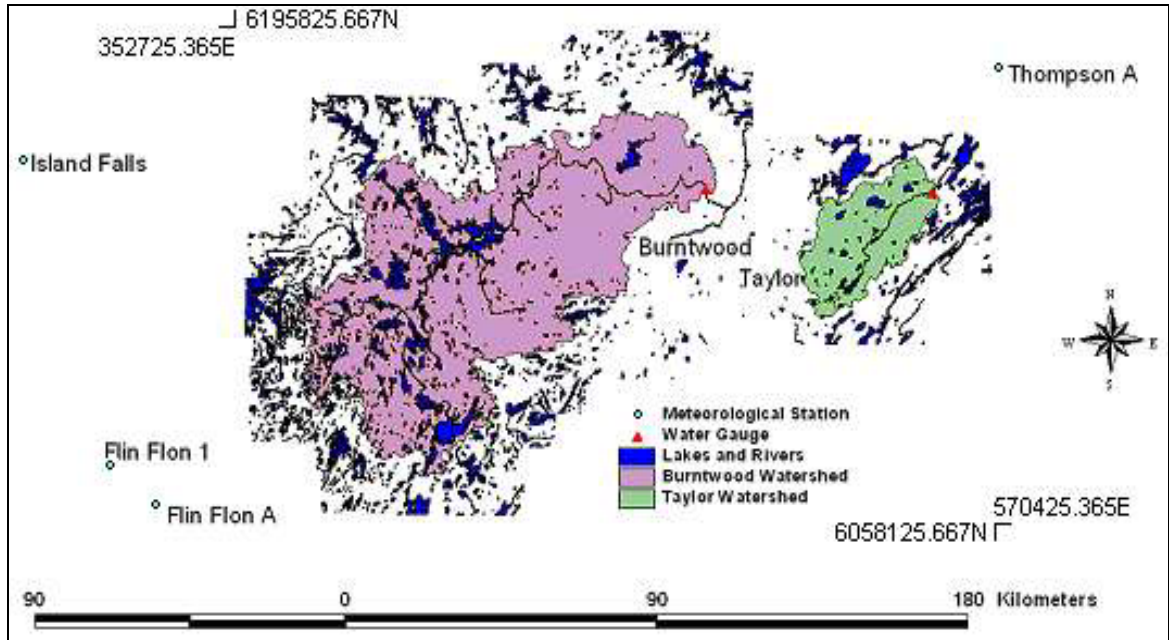 6195825.667N
352725.365E
Thompson A
Island Falls
Burntwood
Taylor
N
W E
S
Meteorological Station
Water Gauge
Lakes and Rivers
Burntwood Watershed
Taylor Watershed
Flin Flon 1
Flin Flon A
570425.365E
6058125.667N
90 0 90 180 Kilometers